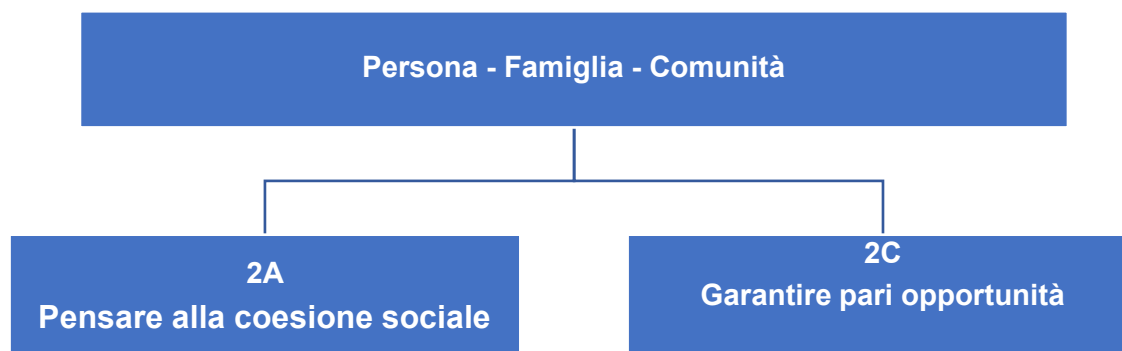 Persona - Famiglia - Comunità
2A
Pensare alla coesione sociale
2C
Garantire pari opportunità